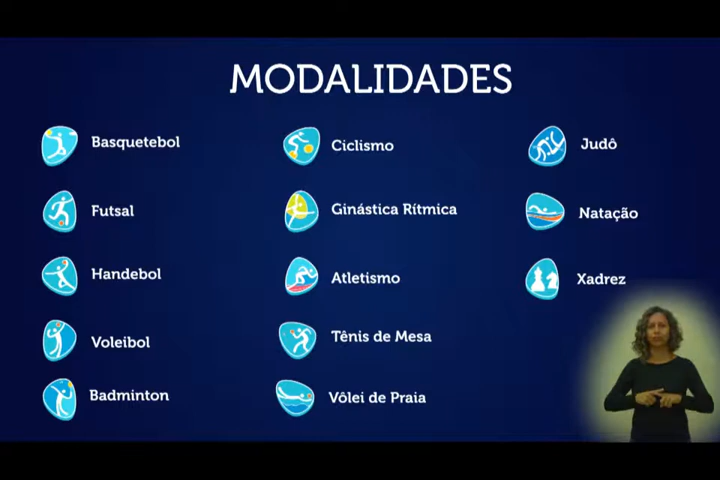 MODALIDADES
Basquetebol
Futsal
Handebol
Voleibol
Badminton
Ciclismo
Ginástica Rítmica
Atletismo
Tênis de Mesa
Vôlei de Praia
Judô
Natação
Xadrez